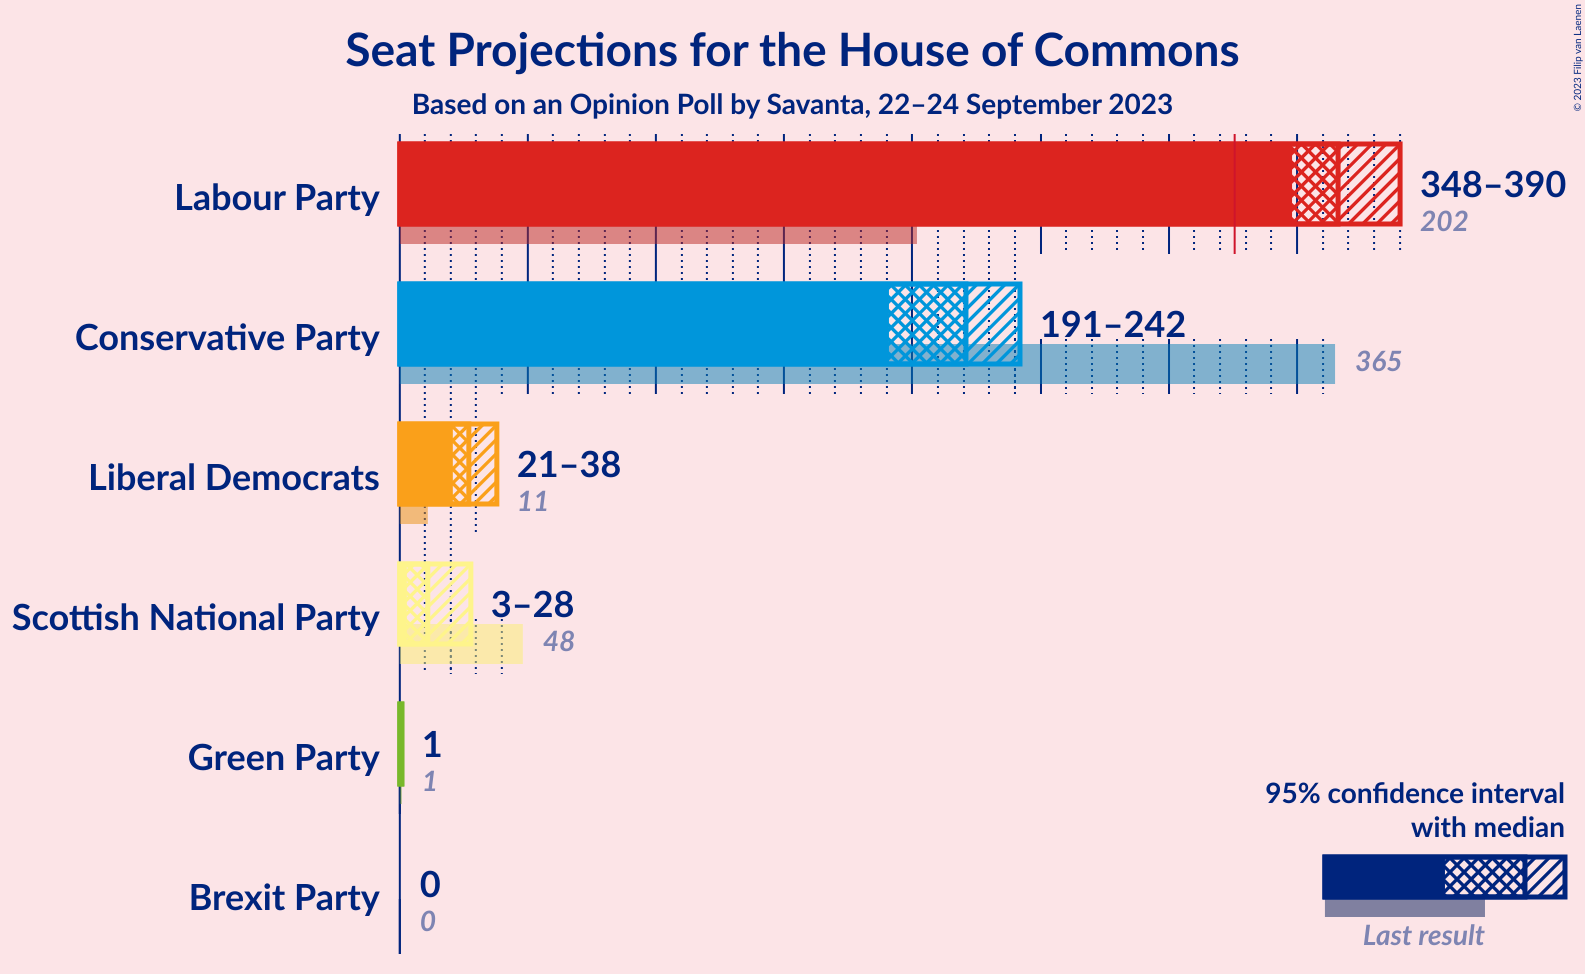 Seat Projections for the House of Commons
Based on an Opinion Poll by Savanta, 22–24 September 2023
© 2023 Filip van Laenen
Labour Party
348–390
202
Conservative Party
191–242
365
Liberal Democrats
21–38
11
Scottish National Party
3–28
48
Green Party
1
1
Brexit Party
0
0
95% confidence interval
with median
Last result